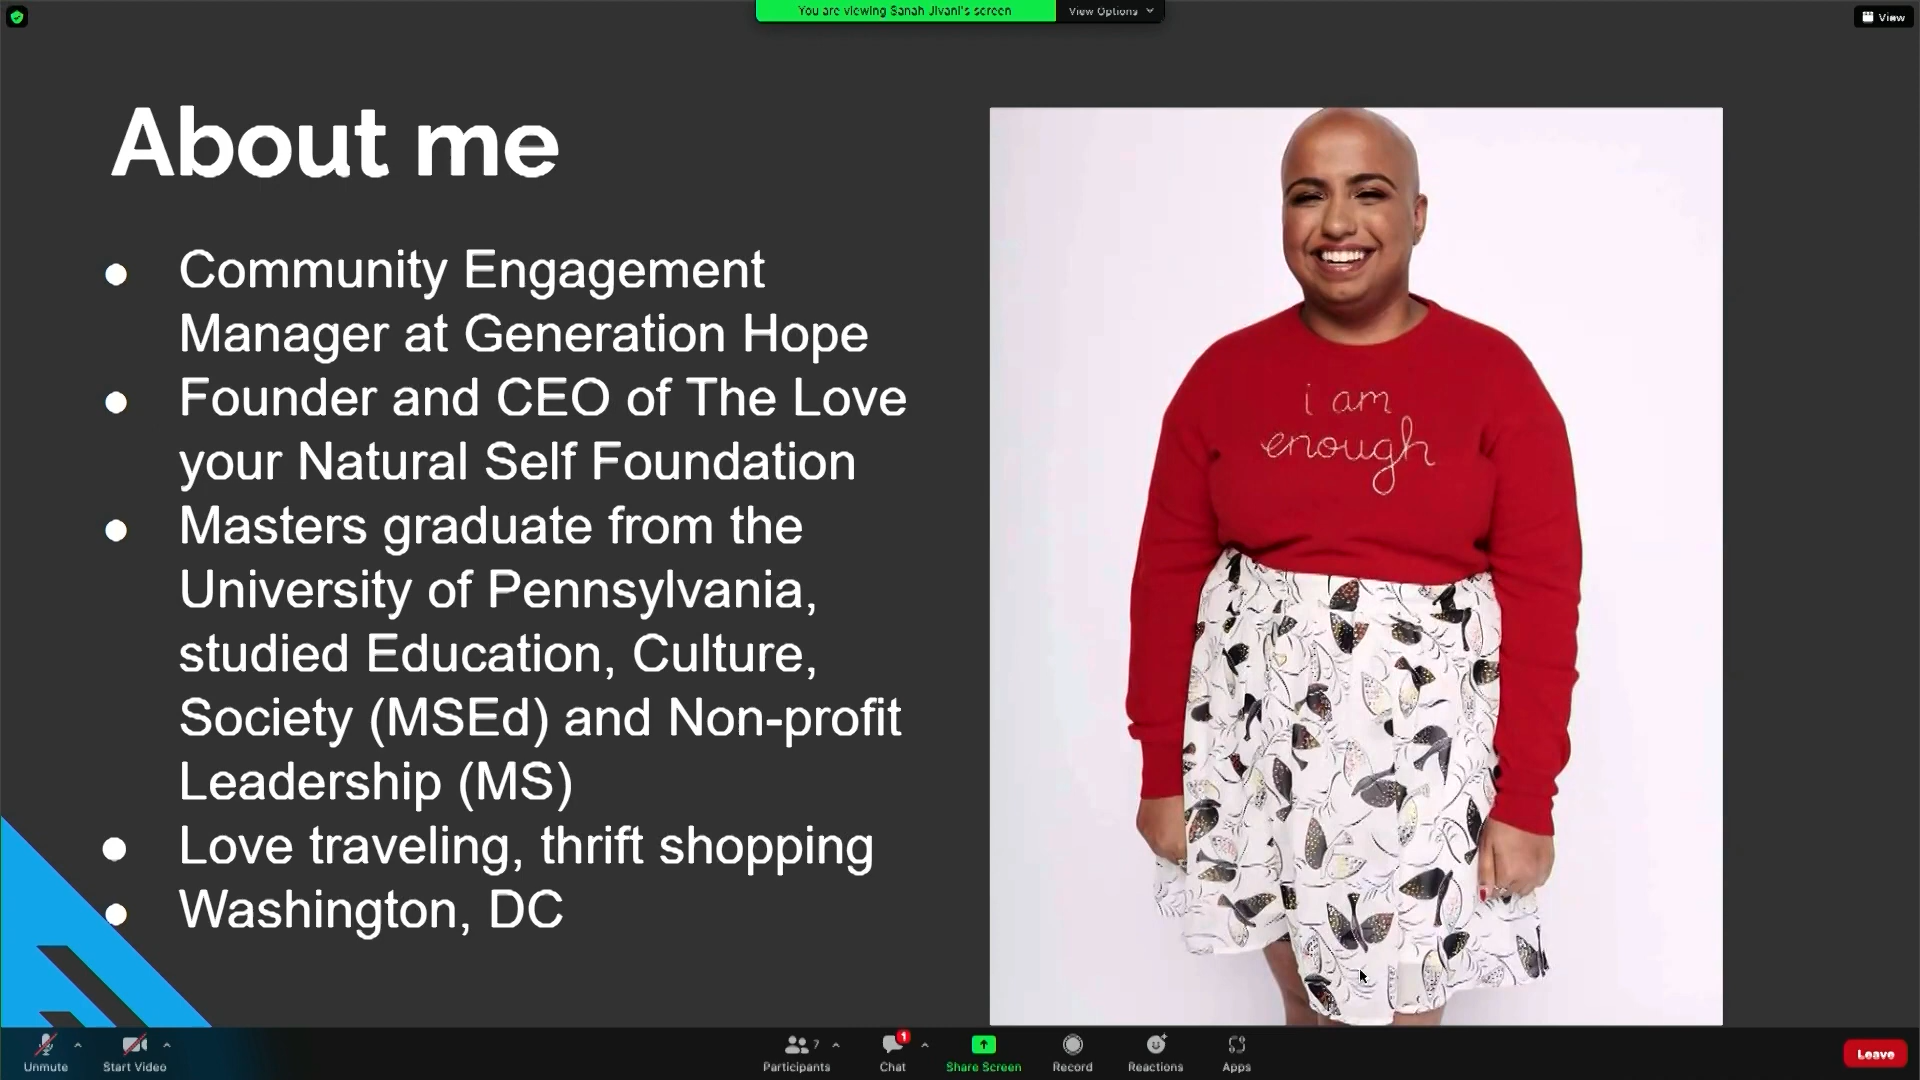 You are viewing Sanah Jivani's screen
View Options
View
About me
Community Engagement
Manager at Generation Hope
Founder and CEO of The Love
your Natural Self Foundation
Masters graduate from the
University of Pennsylvania,
studied Education, Culture,
Society (MSEd) and Non-profit
Leadership (MS)
Love traveling, thrift shopping
Washington, DC
i am
enough
Unmute
Start Video
7
Participants
1
Chat
Share Screen
Record
Reactions
Apps
Leave